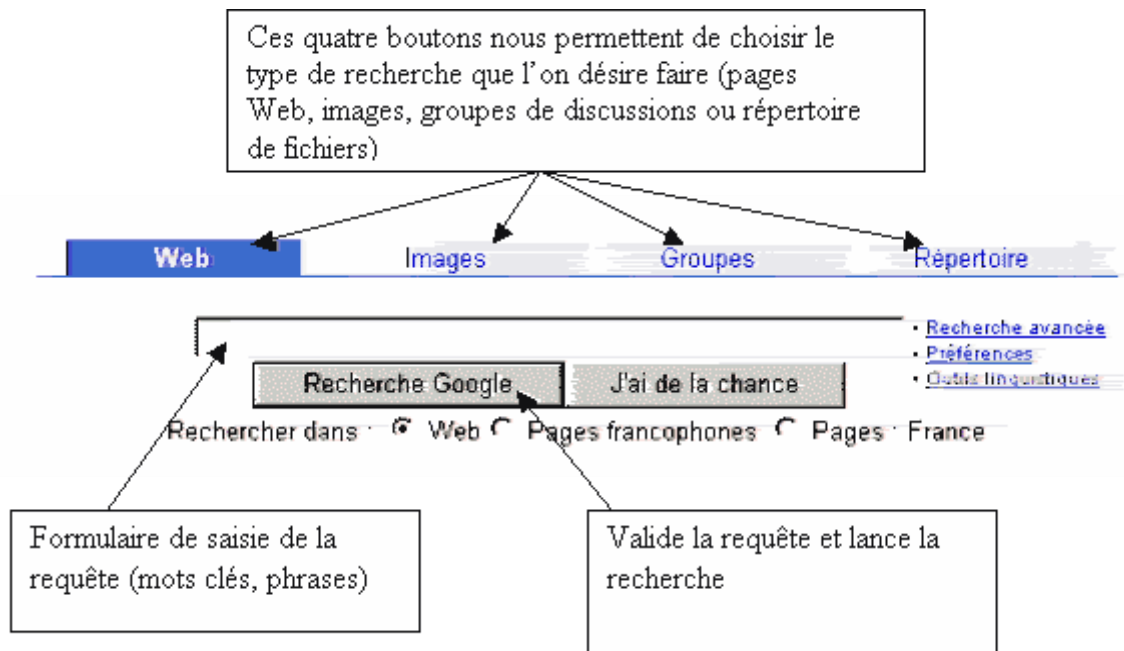 Ces quatre boutons nous permettent de choisir le
type de recherche que l'on désire faire (pages
Web, images, groupes de discussions ou répertoire
de fichiers)
Web Images Groupes Répertoire
• Recherche avancée
• Préférences
• Outils linguistiques
Recherche Google J'ai de la chance
Rechercher dans : Web Pages francophones Pages : France
Formulaire de saisie de la
requête (mots clés, phrases)
Valide la requête et lance la
recherche